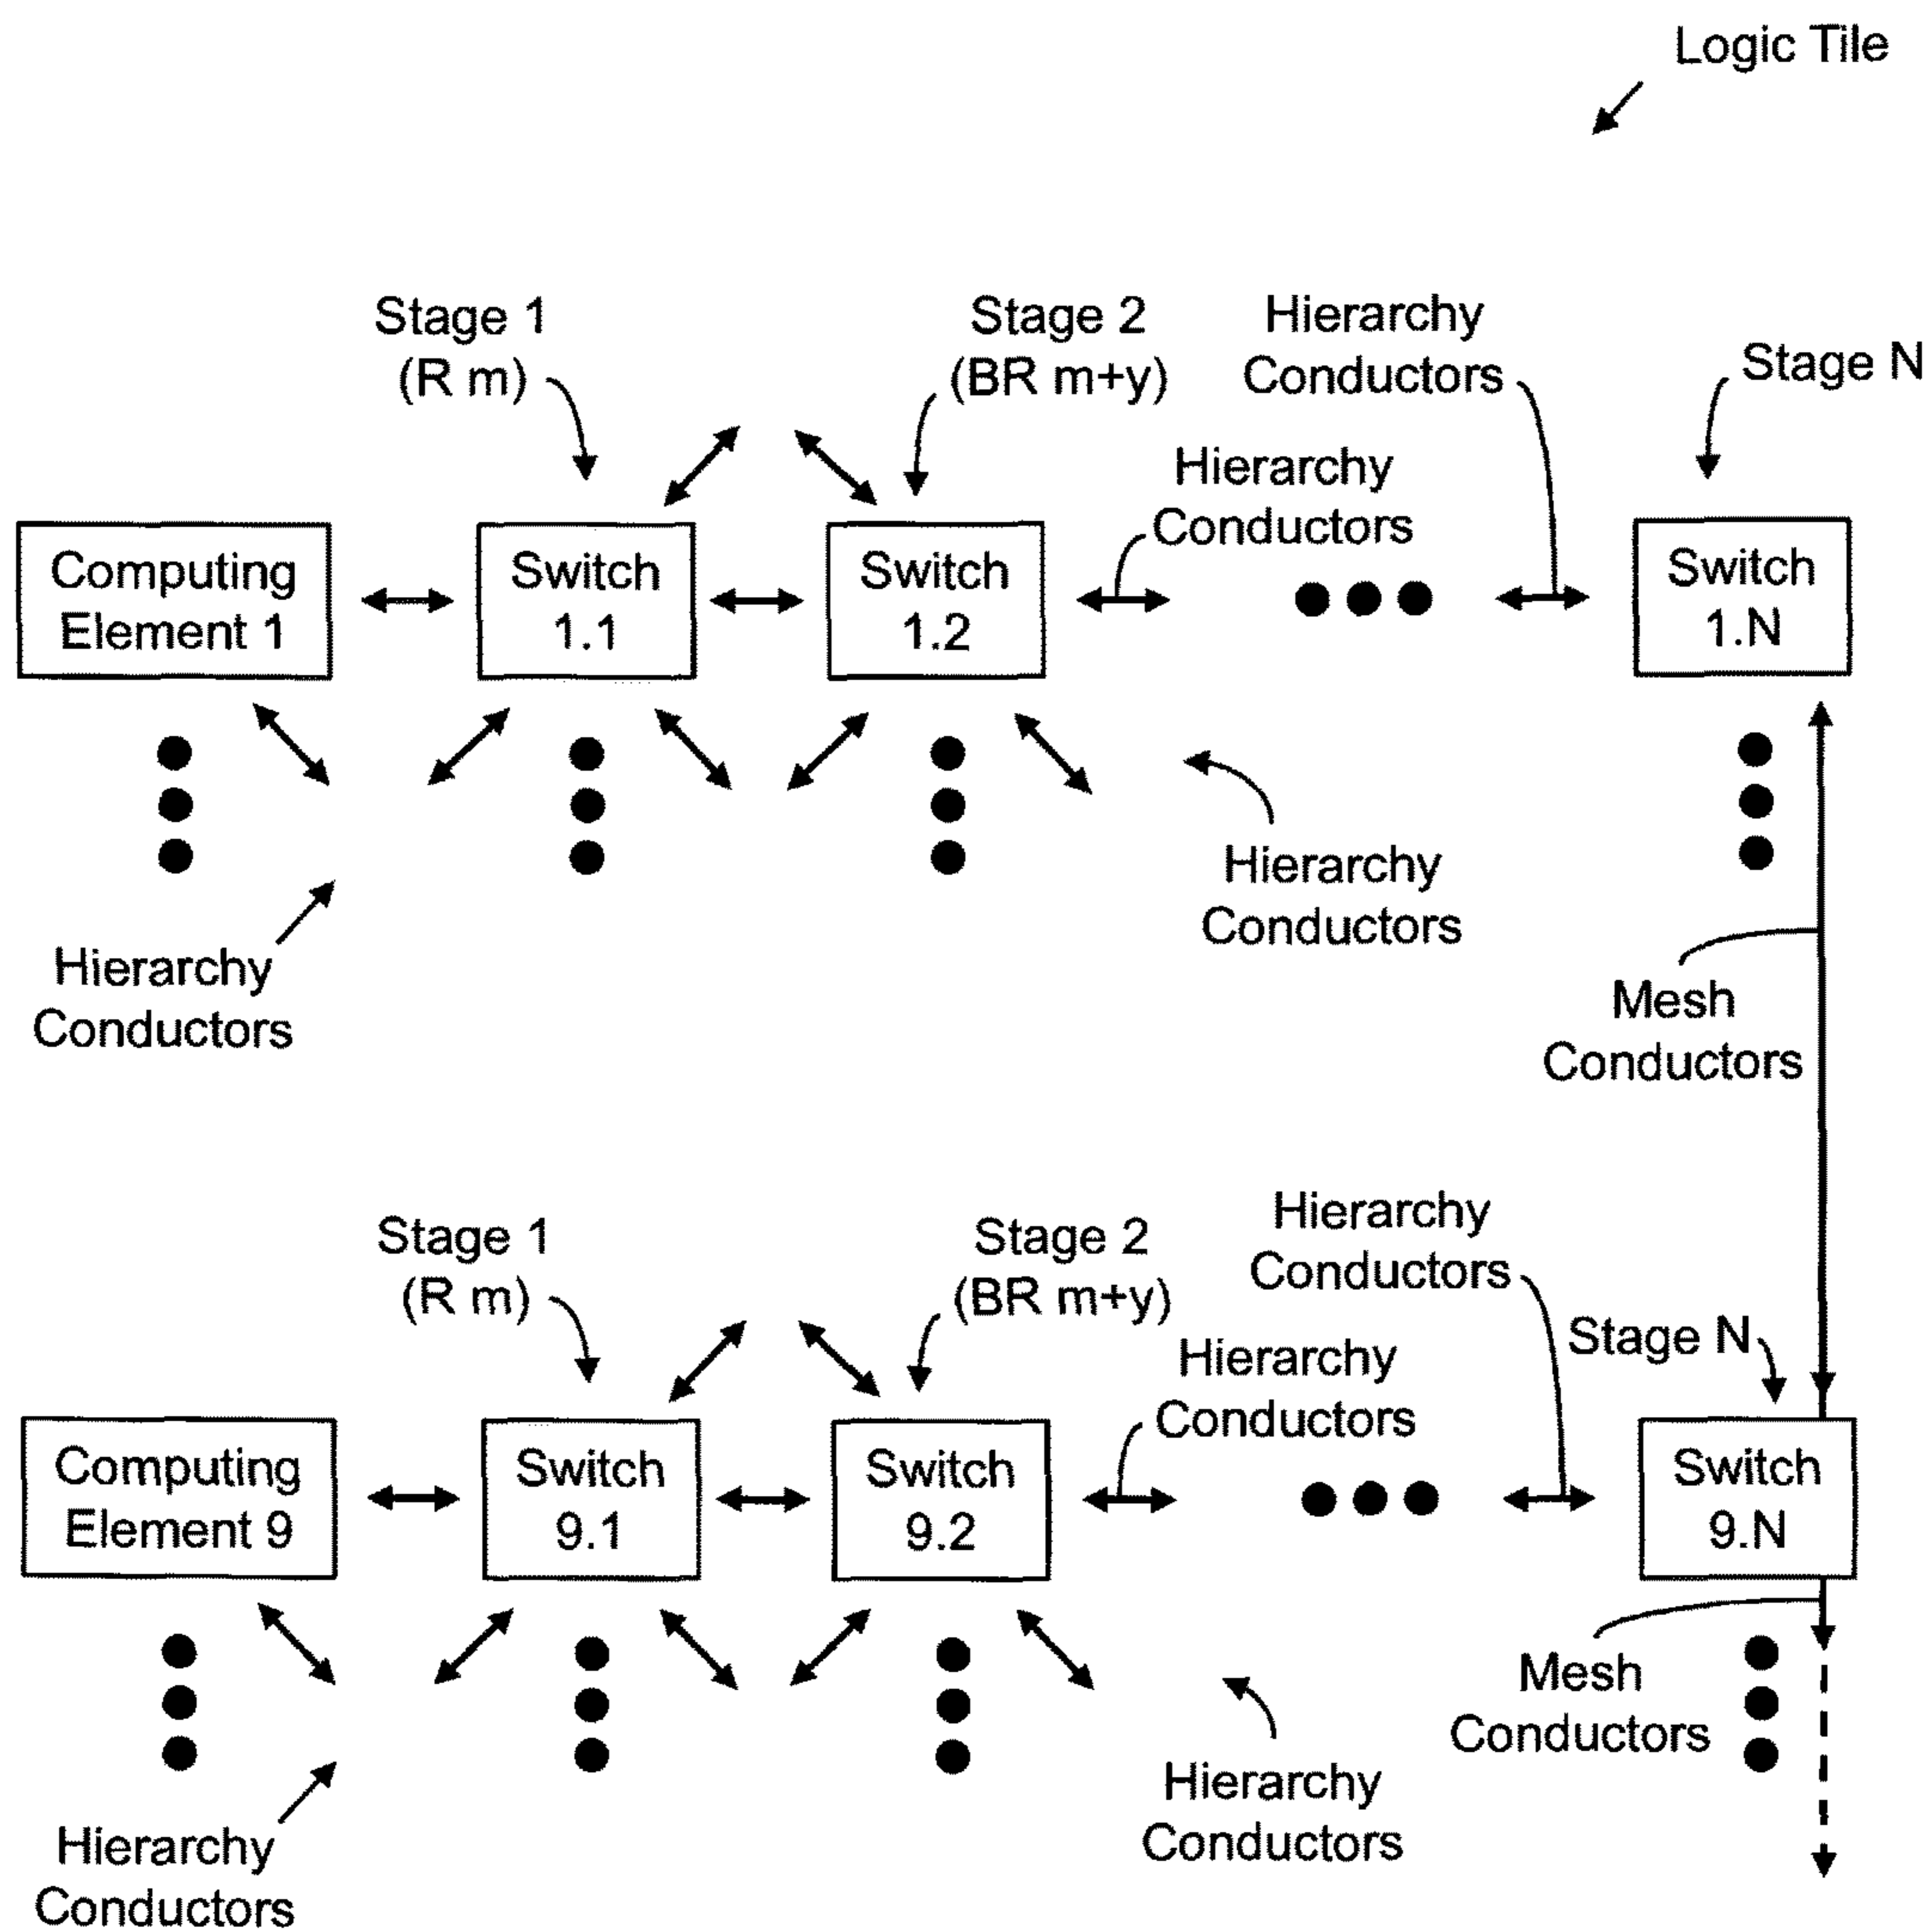 Logic Tile
Stage 1
(R m)
Stage 2
(BR m+y)
Hierarchy
Conductors
Stage N
Hierarchy
Conductors
Computing
Element 1
Switch
1.1
Switch
1.2
Switch
1.N
Hierarchy
Conductors
Hierarchy
Conductors
Mesh
Conductors
Stage 1
(R m)
Stage 2
(BR m+y)
Hierarchy
Conductors
Stage N
Hierarchy
Conductors
Computing
Element 9
Switch
9.1
Switch
9.2
Switch
9.N
Mesh
Conductors
Hierarchy
Conductors
Hierarchy
Conductors